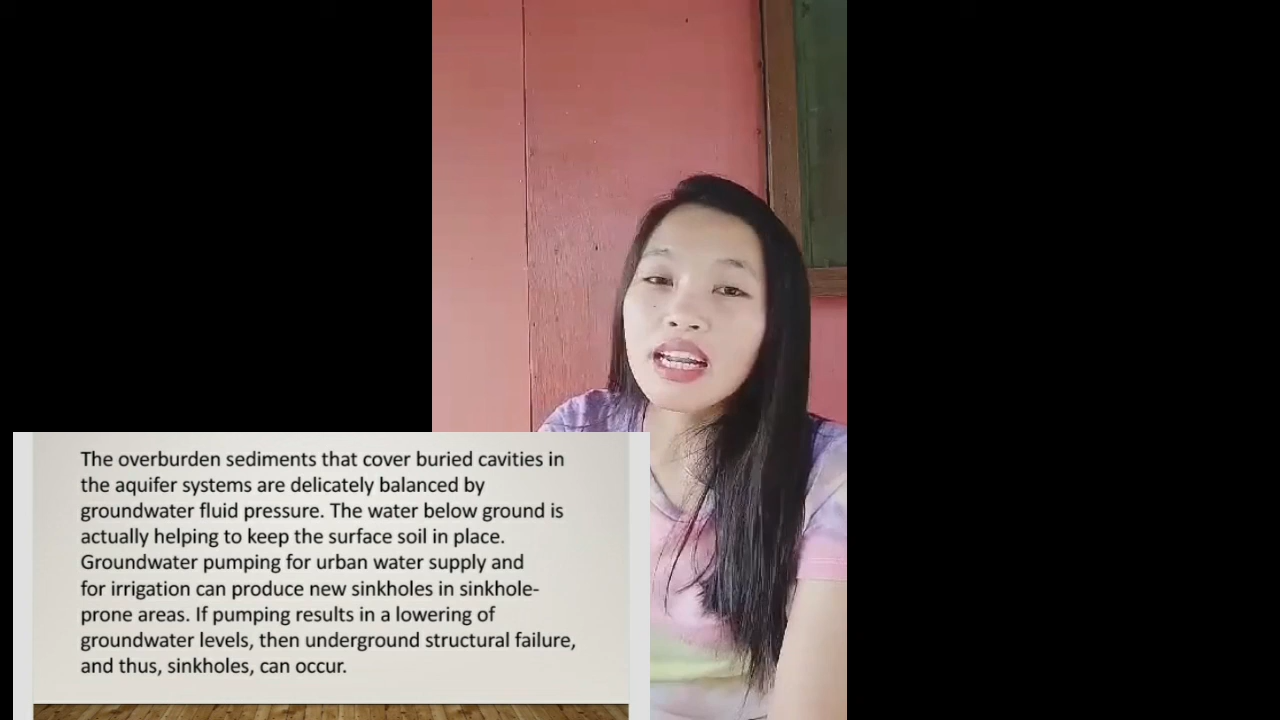 The overburden sediments that cover buried cavities in
the aquifer systems are delicately balanced by
groundwater fluid pressure. The water below ground is
actually helping to keep the surface soil in place.
Groundwater pumping for urban water supply and
for irrigation can produce new sinkholes in sinkhole-
prone areas. If pumping results in a lowering of
groundwater levels, then underground structural failure,
and thus, sinkholes, can occur.